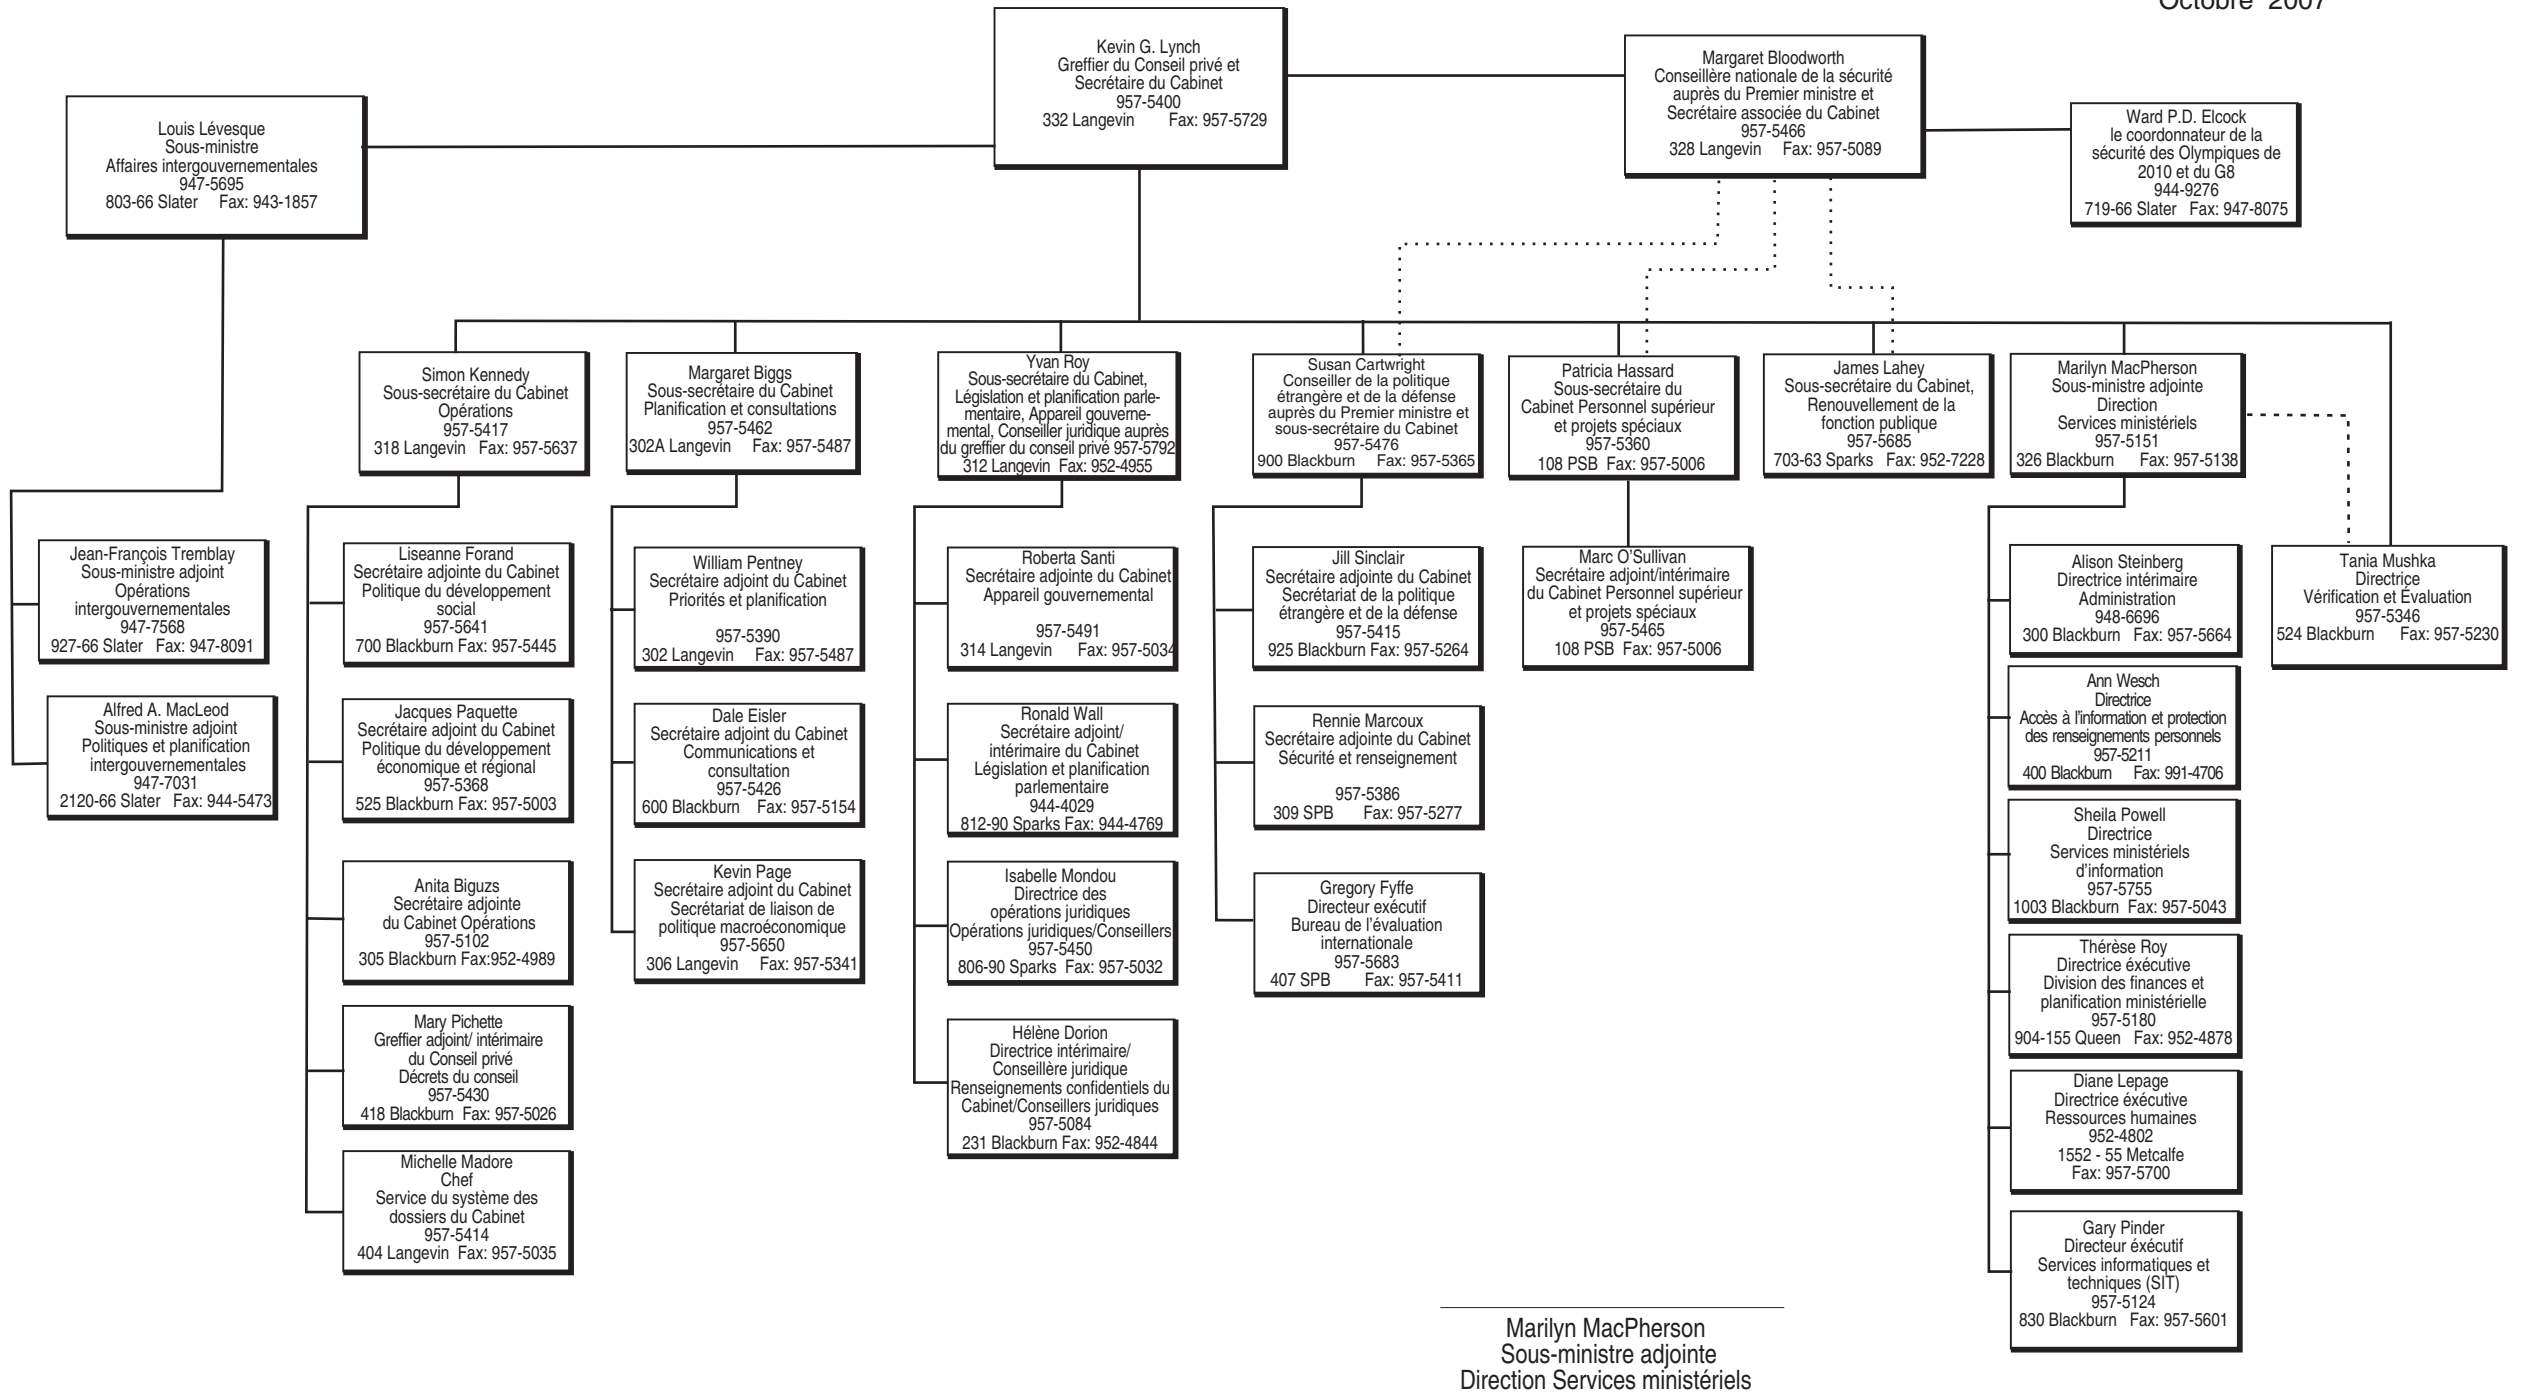 Octobre 2007
Kevin G. Lynch
Greffier du Conseil privé et
Secrétaire du Cabinet
957-5400
332 Langevin Fax: 957-5729
Margaret Bloodworth
Conseillère nationale de la sécurité
auprès du Premier ministre et
Secrétaire associée du Cabinet
957-5466
328 Langevin Fax: 957-5089
Ward P.D. Elcock
le coordonnateur de la
sécurité des Olympiques de
2010 et du G8
944-9276
719-66 Slater Fax: 947-8075
Louis Lévesque
Sous-ministre
Affaires intergouvernementales
947-5695
803-66 Slater Fax: 943-1857
Simon Kennedy
Sous-secrétaire du Cabinet
Opérations
957-5417
318 Langevin Fax: 957-5637
Margaret Biggs
Sous-secrétaire du Cabinet
Planification et consultations
957-5462
302A Langevin Fax: 957-5487
Yvan Roy
Sous-secrétaire du Cabinet,
Législation et planification parle-
mentaire, Appareil gouverne-
mental, Conseiller juridique auprès
du greffier du conseil privé 957-5792
312 Langevin Fax: 952-4955
Susan Cartwright
Conseiller de la politique
étrangère et de la défense
auprès du Premier ministre et
sous-secrétaire du Cabinet
957-5476
900 Blackburn Fax: 957-5365
Patricia Hassard
Sous-secrétaire du
Cabinet Personnel supérieur
et projets spéciaux
957-5360
108 PSB Fax: 957-5006
James Lahey
Sous-secrétaire du Cabinet,
Renouvellement de la
fonction publique
957-5685
703-63 Sparks Fax: 952-7228
Marilyn MacPherson
Sous-ministre adjointe
Direction
Services ministériels
957-5151
326 Blackburn Fax: 957-5138
Jean-François Tremblay
Sous-ministre adjoint
Opérations
intergouvernementales
947-7568
927-66 Slater Fax: 947-8091
Alfred A. MacLeod
Sous-ministre adjoint
Politiques et planification
intergouvernementales
947-7031
2120-66 Slater Fax: 944-5473
Liseanne Forand
Secrétaire adjointe du Cabinet
Politique du développement
social
957-5641
700 Blackburn Fax: 957-5445
Jacques Paquette
Secrétaire adjoint du Cabinet
Politique du développement
économique et régional
957-5368
525 Blackburn Fax: 957-5003
Anita Biguzs
Secrétaire adjointe
du Cabinet Opérations
957-5102
305 Blackburn Fax:952-4989
Mary Pichette
Greffier adjoint/ intérimaire
du Conseil privé
Décrets du conseil
957-5430
418 Blackburn Fax: 957-5026
Michelle Madore
Chef
Service du système des
dossiers du Cabinet
957-5414
404 Langevin Fax: 957-5035
William Pentney
Secrétaire adjoint du Cabinet
Priorités et planification
957-5390
302 Langevin Fax: 957-5487
Dale Eisler
Secrétaire adjoint du Cabinet
Communications et
consultation
957-5426
600 Blackburn Fax: 957-5154
Kevin Page
Secrétaire adjoint du Cabinet
Secrétariat de liaison de
politique macroéconomique
957-5650
306 Langevin Fax: 957-5341
Roberta Santi
Secrétaire adjointe du Cabinet
Appareil gouvernemental
957-5491
314 Langevin Fax: 957-5034
Ronald Wall
Secrétaire adjoint/
intérimaire du Cabinet
Législation et planification
parlementaire
944-4029
812-90 Sparks Fax: 944-4769
Isabelle Mondou
Directrice des
opérations juridiques
Opérations juridiques/Conseillers
957-5450
806-90 Sparks Fax: 957-5032
Hélène Dorion
Directrice intérimaire/
Conseillère juridique
Renseignements confidentiels du
Cabinet/Conseillers juridiques
957-5084
231 Blackburn Fax: 952-4844
Jill Sinclair
Secrétaire adjointe du Cabinet
Secrétariat de la politique
étrangère et de la défense
957-5415
925 Blackburn Fax: 957-5264
Rennie Marcoux
Secrétaire adjointe du Cabinet
Sécurité et renseignement
957-5386
309 SPB Fax: 957-5277
Gregory Fyffe
Directeur exécutif
Bureau de l'évaluation
internationale
957-5683
407 SPB Fax: 957-5411
Marc O'Sullivan
Secrétaire adjoint/intérimaire
du Cabinet Personnel supérieur
et projets spéciaux
957-5465
108 PSB Fax: 957-5006
Alison Steinberg
Directrice intérimaire
Administration
948-6696
300 Blackburn Fax: 957-5664
Ann Wesch
Directrice
Accès à l'information et protection
des renseignements personnels
957-5211
400 Blackburn Fax: 991-4706
Sheila Powell
Directrice
Services ministériels
d'information
957-5755
1003 Blackburn Fax: 957-5043
Thérèse Roy
Directrice éxécutive
Division des finances et
planification ministérielle
957-5180
904-155 Queen Fax: 952-4878
Diane Lepage
Directrice éxécutive
Ressources humaines
952-4802
1552 - 55 Metcalfe
Fax: 957-5700
Gary Pinder
Directeur éxécutif
Services informatiques et
techniques (SIT)
957-5124
830 Blackburn Fax: 957-5601
Tania Mushka
Directrice
Vérification et Évaluation
957-5346
524 Blackburn Fax: 957-5230
Marilyn MacPherson
Sous-ministre adjointe
Direction Services ministériels